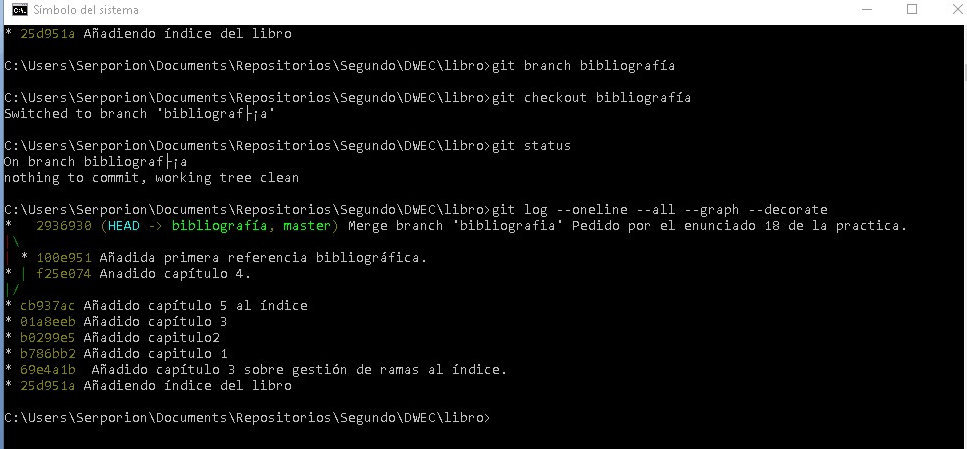 Símbolo del sistema
* 25d951a Añadiendo índice del libro
C:\Users\Serporion\Documents\Repositorios\Segundo\DWEC\libro>git branch bibliografía
C:\Users\Serporion\Documents\Repositorios\Segundo\DWEC\libro>git checkout bibliografía
Switched to branch 'bibliograf├¡a'
C:\Users\Serporion\Documents\Repositorios\Segundo\DWEC\libro>git status
On branch bibliograf├¡a
nothing to commit, working tree clean
C:\Users\Serporion\Documents\Repositorios\Segundo\DWEC\libro>git log --oneline --all --graph --decorate
*   2936930 (HEAD -> bibliografía, master) Merge branch 'bibliografia' Pedido por el enunciado 18 de la practica.
|\
| * 100e951 Añadida primera referencia bibliográfica.
* | f25e074 Anadido capítulo 4.
|/
* cb937ac Añadido capítulo 5 al índice
* 01a8eeb Añadido capítulo 3
* b0299e5 Añadido capitulo2
* b786bb2 Añadido capitulo 1
* 69e4a1b  Añadido capítulo 3 sobre gestión de ramas al índice.
* 25d951a Añadiendo índice del libro
C:\Users\Serporion\Documents\Repositorios\Segundo\DWEC\libro>